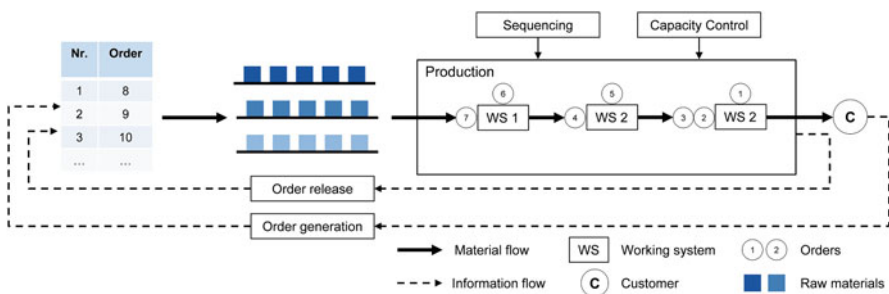 Sequencing
Capacity Control
Nr. Order
1 8
2 9
3 10
... ...
Production
6
5
1
7 WS 1
4 WS 2
3 2 WS 2
C
Order release
Order generation
Material flow
WS Working system
1 2 Orders
Information flow
C Customer
Raw materials